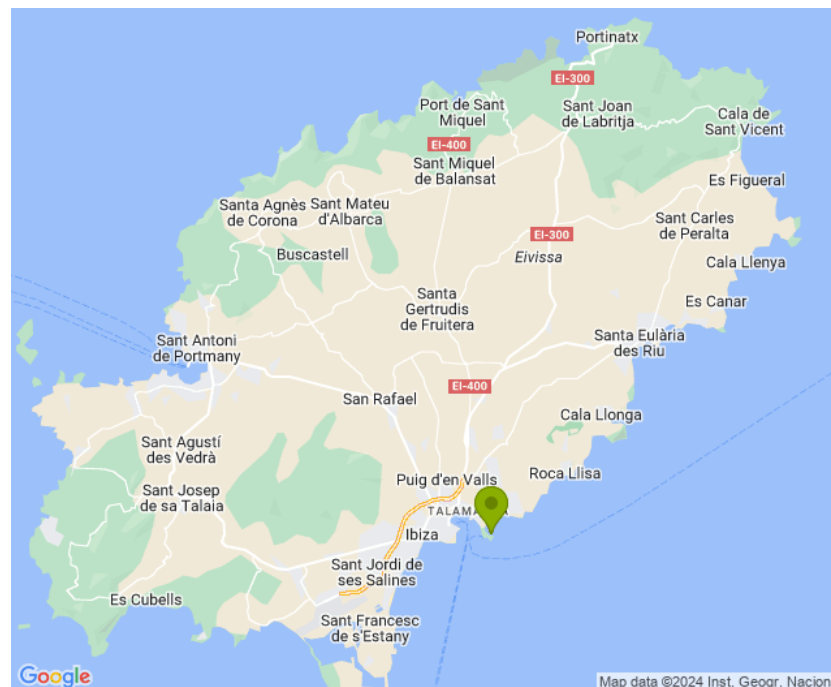 Portinatx
EI-300
Port de Sant
Miquel
Sant Joan
de Labritja
Cala de
Sant Vicent
EI-400
Sant Miquel
de Balansat
Es Figueral
Santa Agnès
de Corona
Sant Mateu
d'Albarca
Sant Carles
de Peralta
EI-300
Buscastell
Eivissa
Cala Llenya
Santa
Gertrudis
de Fruitera
Es Canar
Sant Antoni
de Portmany
Santa Eulària
des Riu
EI-400
San Rafael
Cala Llonga
Sant Agustí
des Vedrà
Puig d'en Valls
Roca Llisa
Sant Josep
de sa Talaia
TALAMA
Ibiza
Sant Jordi de
ses Salines
Es Cubells
Sant Francesc
de s'Estany
Google
Map data ©2024 Inst. Geogr. Nacion